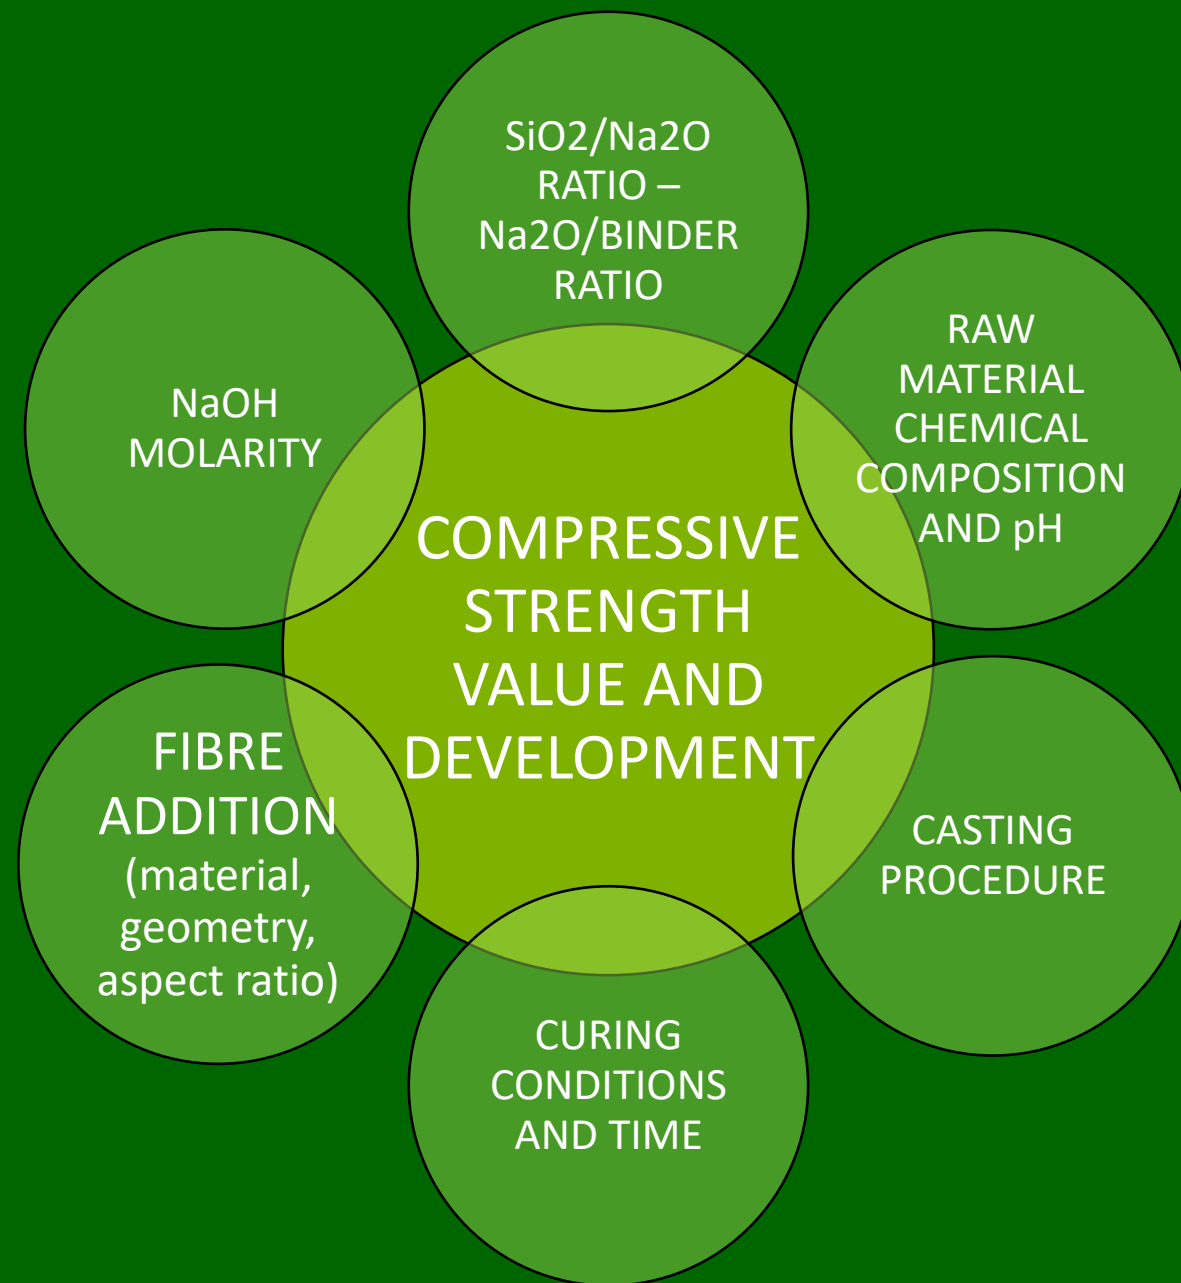 SiO2/Na2O
RATIO –
Na2O/BINDER
RATIO
RAW
MATERIAL
CHEMICAL
COMPOSITION
AND pH
NaOH
MOLARITY
COMPRESSIVE
STRENGTH
VALUE AND
DEVELOPMENT
FIBRE
ADDITION
(material,
geometry,
aspect ratio)
CASTING
PROCEDURE
CURING
CONDITIONS
AND TIME